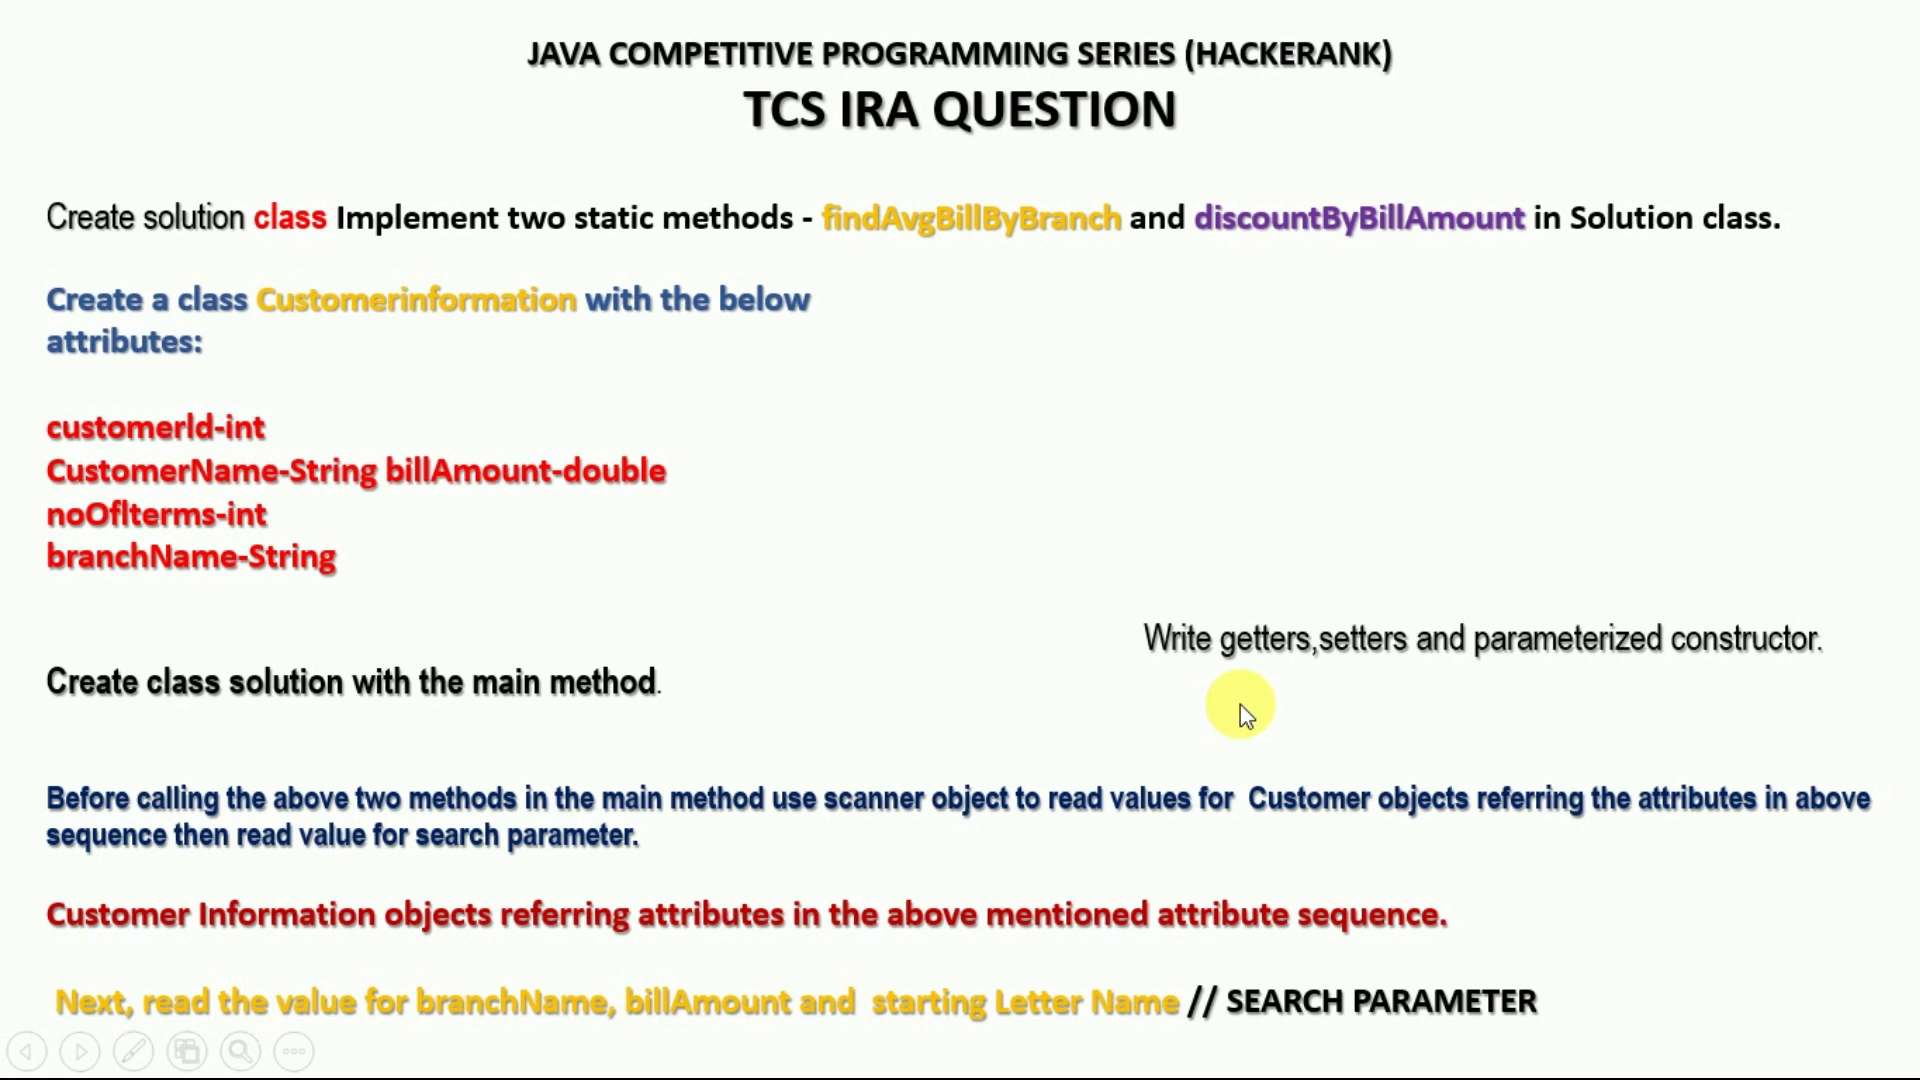 JAVA COMPETITIVE PROGRAMMING SERIES (HACKERANK)
TCS IRA QUESTION
Create solution class Implement two static methods - findAvgBillByBranch and discountByBillAmount in Solution class.
Create a class Customerinformation with the below
attributes:
customerld-int
CustomerName-String billAmount-double
noOflterms-int
branchName-String
Write getters,setters and parameterized constructor.
Create class solution with the main method.
Before calling the above two methods in the main method use scanner object to read values for Customer objects referring the attributes in above
sequence then read value for search parameter.
Customer Information objects referring attributes in the above mentioned attribute sequence.
Next, read the value for branchName, billAmount and starting Letter Name // SEARCH PARAMETER